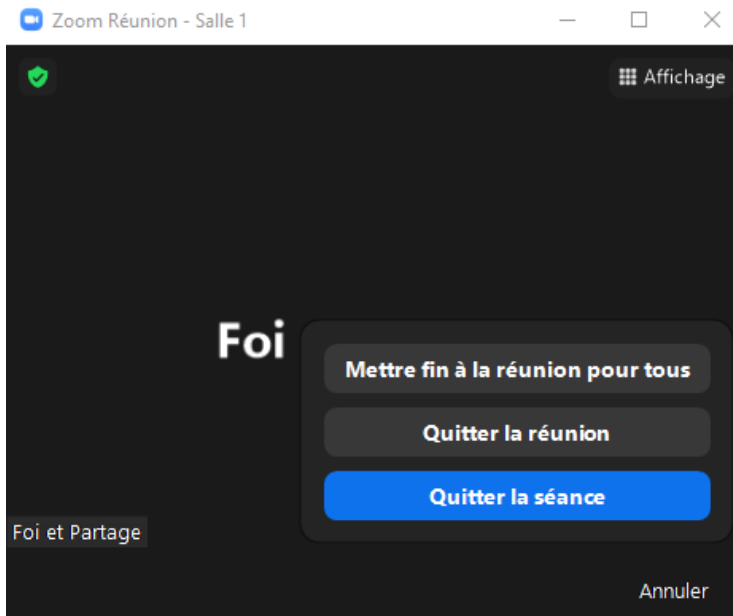 Zoom Réunion - Salle 1
Affichage
Foi
Mettre fin à la réunion pour tous
Quitter la réunion
Quitter la séance
Foi et Partage
Annuler